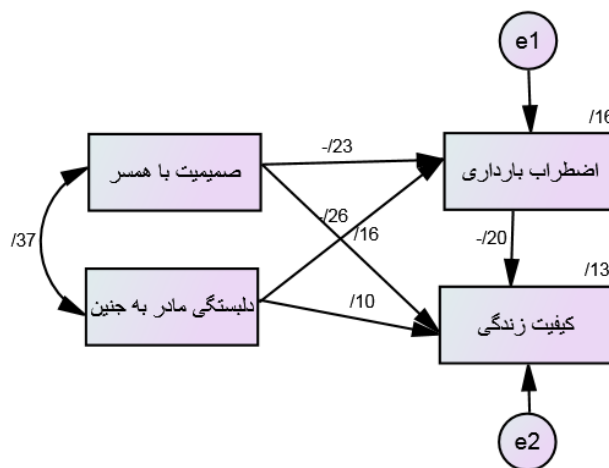 e1
/16
صمیمیت با همسر
-/23
اضطراب بارداری
/37
-/26
/16
-/20
دلبستگی مادر به جنین
/10
/13
کیفیت زندگی
e2